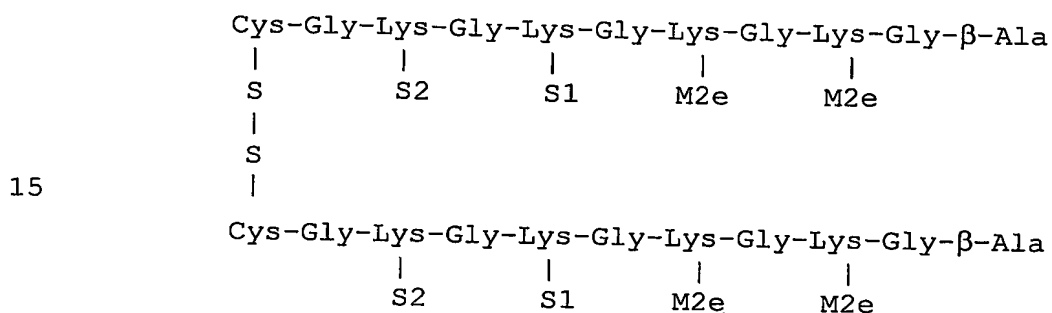 Cys-Gly-Lys-Gly-Lys-Gly-Lys-Gly-Lys-Gly-β-Ala
| | | | |
S S2 S1 M2e M2e
|
S
15 |
Cys-Gly-Lys-Gly-Lys-Gly-Lys-Gly-Lys-Gly-β-Ala
| | | |
S2 S1 M2e M2e